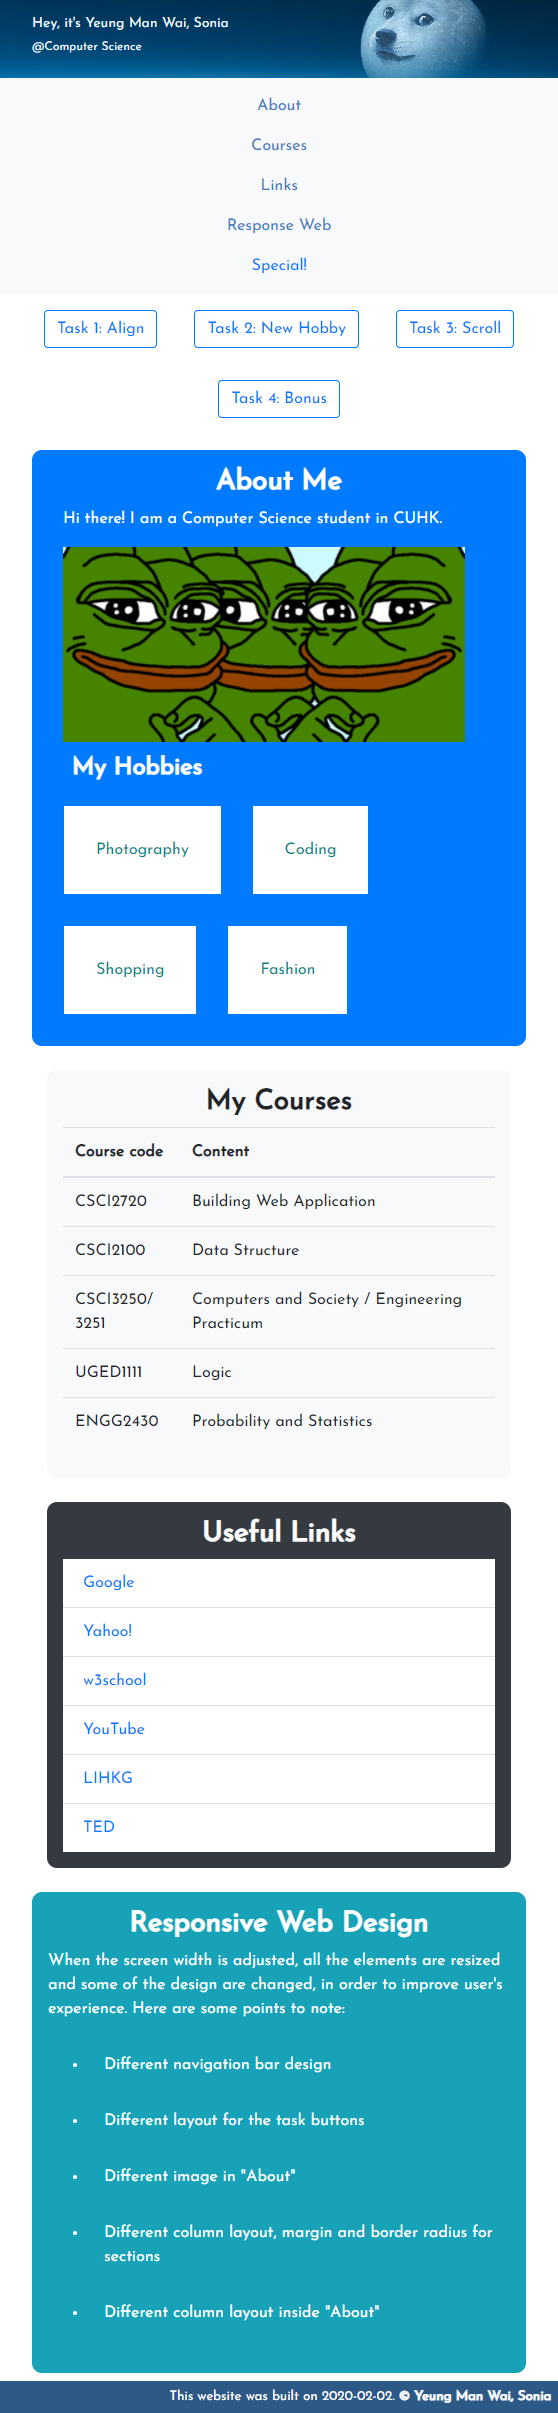 Hey, it's Yeung Man Wai, Sonia
@Computer Science
About
Courses
Links
Response Web
Special!
Task 1: Align
Task 2: New Hobby
Task 3: Scroll
Task 4: Bonus
About Me
Hi there! I am a Computer Science student in CUHK.
My Hobbies
Photography
Coding
Shopping
Fashion
My Courses
Course code Content
CSCI2720 Building Web Application
CSCI2100 Data Structure
CSCI3250/ Computers and Society / Engineering
3251 Practicum
UGED1111 Logic
ENGG2430 Probability and Statistics
Useful Links
Google
Yahoo!
w3school
YouTube
LIHKG
TED
Responsive Web Design
When the screen width is adjusted, all the elements are resized
and some of the design are changed, in order to improve user's
experience. Here are some points to note:
• Different navigation bar design
• Different layout for the task buttons
• Different image in "About"
• Different column layout, margin and border radius for
sections
• Different column layout inside "About"
This website was built on 2020-02-02. © Yeung Man Wai, Sonia